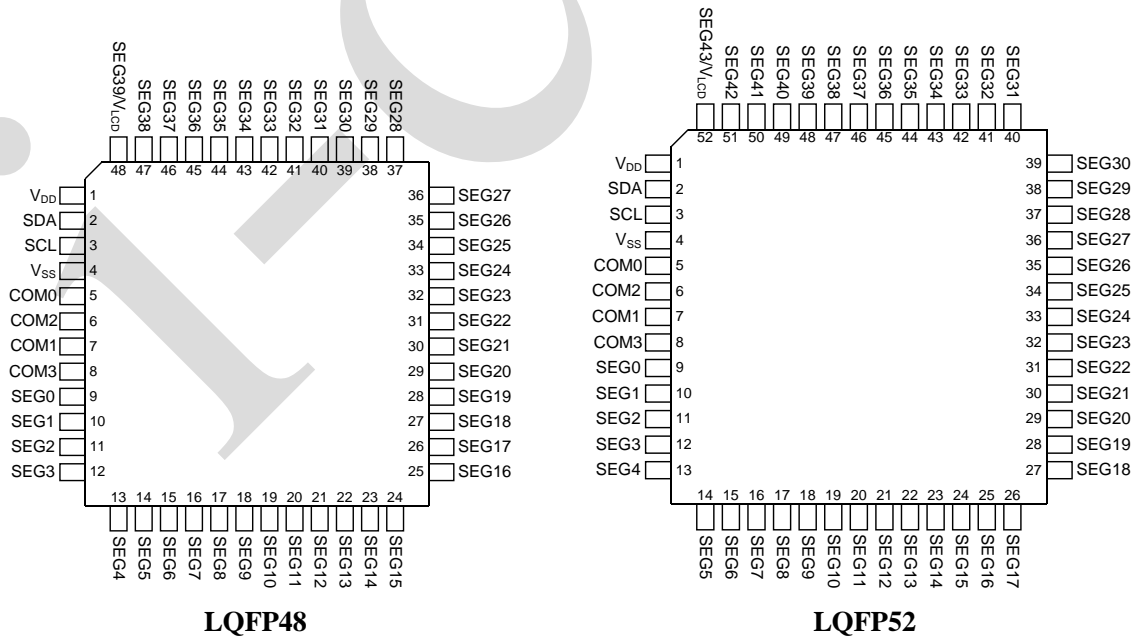 SEG39/VLCD
SEG38
SEG37
SEG36
SEG35
SEG34
SEG33
SEG32
SEG31
SEG30
SEG29
SEG28
48 47 46 45 44 43 42 41 40 39 38 37
VDD 1
SDA 2
SCL 3
VSS 4
COM0 5
COM2 6
COM1 7
COM3 8
SEG0 9
SEG1 10
SEG2 11
SEG3 12
36 SEG27
35 SEG26
34 SEG25
33 SEG24
32 SEG23
31 SEG22
30 SEG21
29 SEG20
28 SEG19
27 SEG18
26 SEG17
25 SEG16
13 14 15 16 17 18 19 20 21 22 23 24
SEG4
SEG5
SEG6
SEG7
SEG8
SEG9
SEG10
SEG11
SEG12
SEG13
SEG14
SEG15
LQFP48
SEG43/VLCD
SEG42
SEG41
SEG40
SEG39
SEG38
SEG37
SEG36
SEG35
SEG34
SEG33
SEG32
SEG31
52 51 50 49 48 47 46 45 44 43 42 41 40
VDD 1
SDA 2
SCL 3
VSS 4
COM0 5
COM2 6
COM1 7
COM3 8
SEG0 9
SEG1 10
SEG2 11
SEG3 12
SEG4 13
39 SEG30
38 SEG29
37 SEG28
36 SEG27
35 SEG26
34 SEG25
33 SEG24
32 SEG23
31 SEG22
30 SEG21
29 SEG20
28 SEG19
27 SEG18
14 15 16 17 18 19 20 21 22 23 24 25 26
SEG5
SEG6
SEG7
SEG8
SEG9
SEG10
SEG11
SEG12
SEG13
SEG14
SEG15
SEG16
SEG17
LQFP52